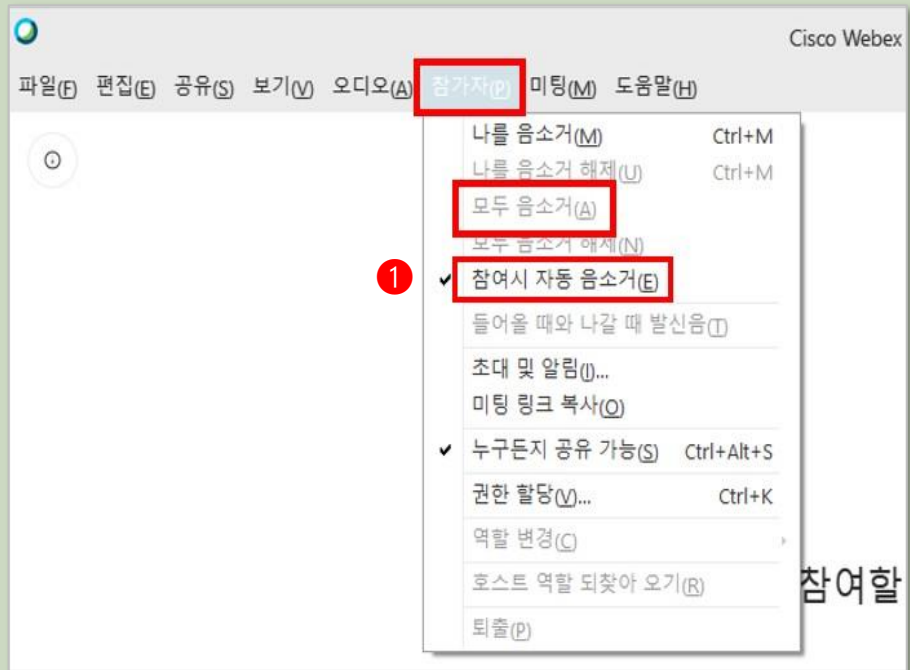 Cisco Webex
파일(F) 편집(E) 공유(S) 보기(V) 오디오(A) 참가자(P) 미팅(M) 도움말(H)
나를 음소거(M) Ctrl+M
나를 음소거 해제(U) Ctrl+M
모두 음소거(A)
모두 음소거 해제(N)
1 ✔ 참여시 자동 음소거(E)
들어올 때와 나갈 때 발신음(T)
초대 및 알림(I)...
미팅 링크 복사(O)
✔ 누구든지 공유 가능(S) Ctrl+Alt+S
권한 할당(V)... Ctrl+K
역할 변경(C)
호스트 역할 되찾아 오기(R)
참여할
퇴출(P)